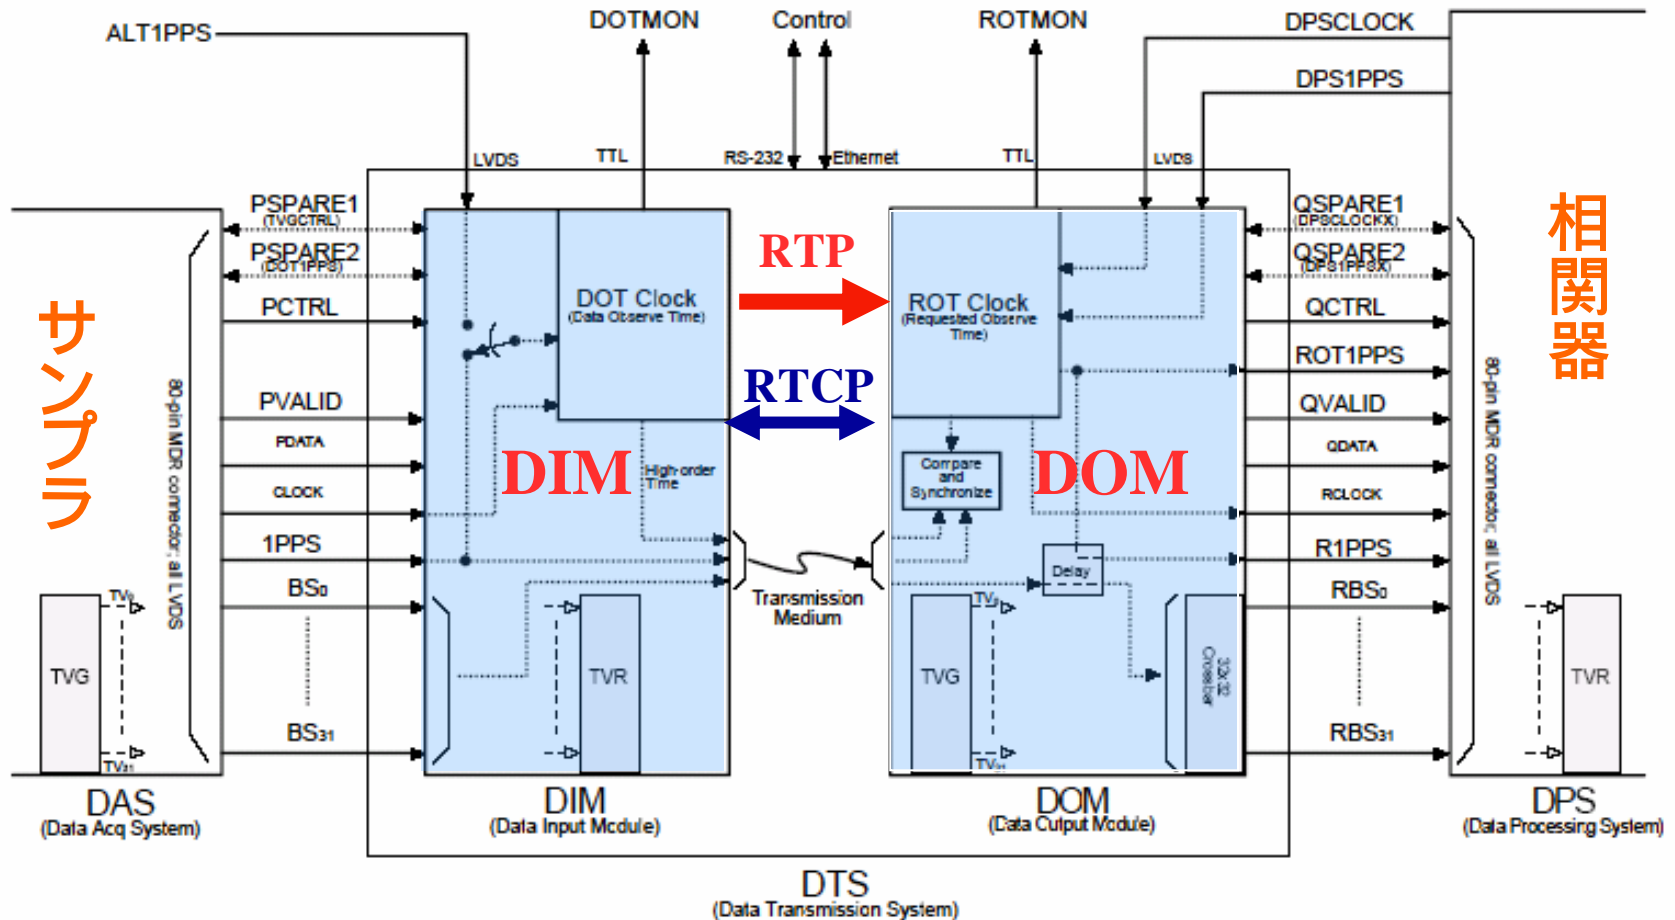 ALT1PPS
DOTMON
Control
ROTMON
DPSCLOCK
DPS1PPS
LVDS
TTL
RS-232
Ethernet
TTL
LVDS
サンプラ
80-pin MDR connector; all LVDS
PSPARE1
(TVGCTRL)
PSPARE2
(DOT1PPS)
PCTRL
PVALID
PDATA
CLOCK
1PPS
BS0
BS31
TVG
TV0
TV31
DAS
(Data Acq System)
DOT Clock
(Data Observe Time)
DIM
High-order
Time
TVR
DIM
(Data Input Module)
RTP
RTCP
Transmission
Medium
ROT Clock
(Requested Observe
Time)
Compare
and
Synchronize
DOM
Delay
TVG
TV0
TV31
32x32
Crossbar
DOM
(Data Output Module)
QSPARE1
(DPSCLOCKX)
QSPARE2
(DPS1PPSX)
QCTRL
ROT1PPS
QVALID
QDATA
RCLOCK
R1PPS
RBS0
RBS31
相関器
80-pin MDR connector; all LVDS
TVR
DPS
(Data Processing System)
DTS
(Data Transmission System)